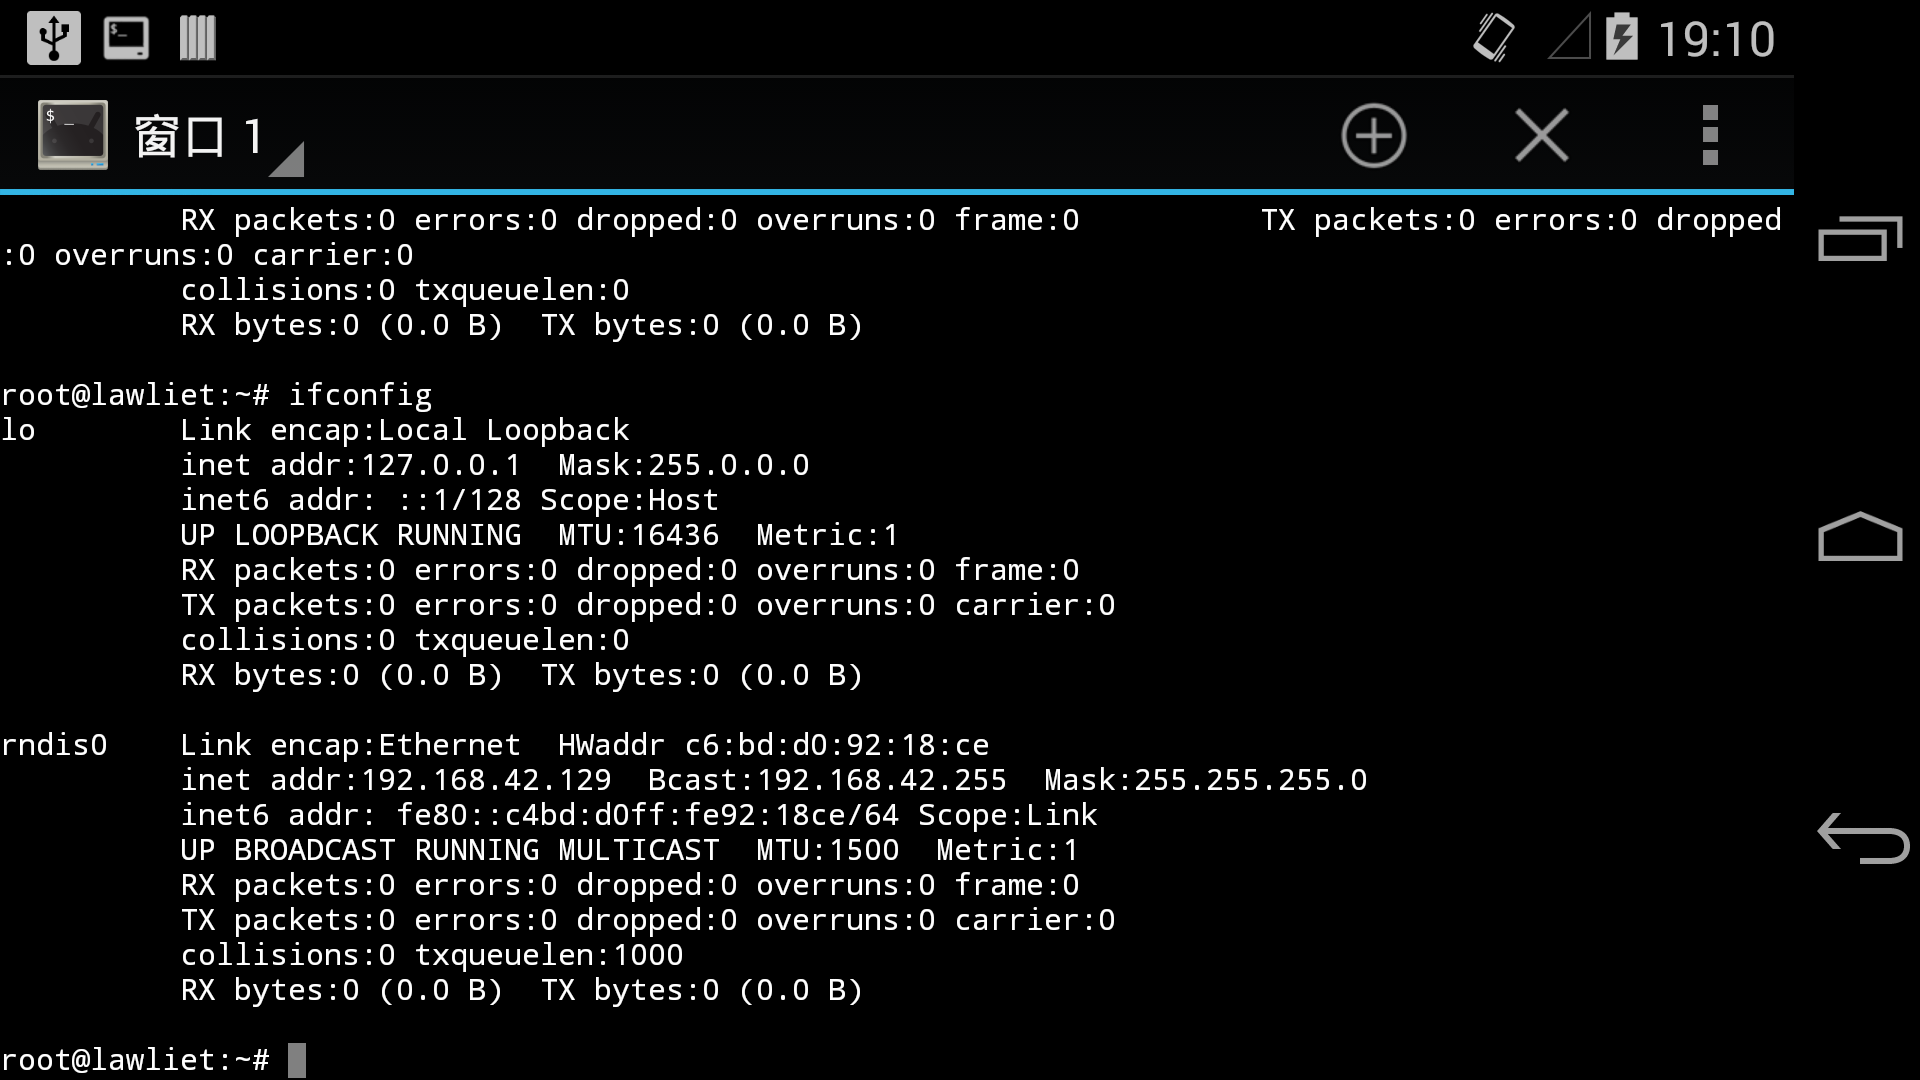 19:10
窗口 1
RX packets:0 errors:0 dropped:0 overruns:0 frame:0          TX packets:0 errors:0 dropped
:0 overruns:0 carrier:0
collisions:0 txqueuelen:0
RX bytes:0 (0.0 B)  TX bytes:0 (0.0 B)
root@lawliet:~# ifconfig
lo        Link encap:Local Loopback
inet addr:127.0.0.1  Mask:255.0.0.0
inet6 addr: ::1/128 Scope:Host
UP LOOPBACK RUNNING  MTU:16436  Metric:1
RX packets:0 errors:0 dropped:0 overruns:0 frame:0
TX packets:0 errors:0 dropped:0 overruns:0 carrier:0
collisions:0 txqueuelen:0
RX bytes:0 (0.0 B)  TX bytes:0 (0.0 B)
rndis0    Link encap:Ethernet  HWaddr c6:bd:d0:92:18:ce
inet addr:192.168.42.129  Bcast:192.168.42.255  Mask:255.255.255.0
inet6 addr: fe80::c4bd:d0ff:fe92:18ce/64 Scope:Link
UP BROADCAST RUNNING MULTICAST  MTU:1500  Metric:1
RX packets:0 errors:0 dropped:0 overruns:0 frame:0
TX packets:0 errors:0 dropped:0 overruns:0 carrier:0
collisions:0 txqueuelen:1000
RX bytes:0 (0.0 B)  TX bytes:0 (0.0 B)
root@lawliet:~#